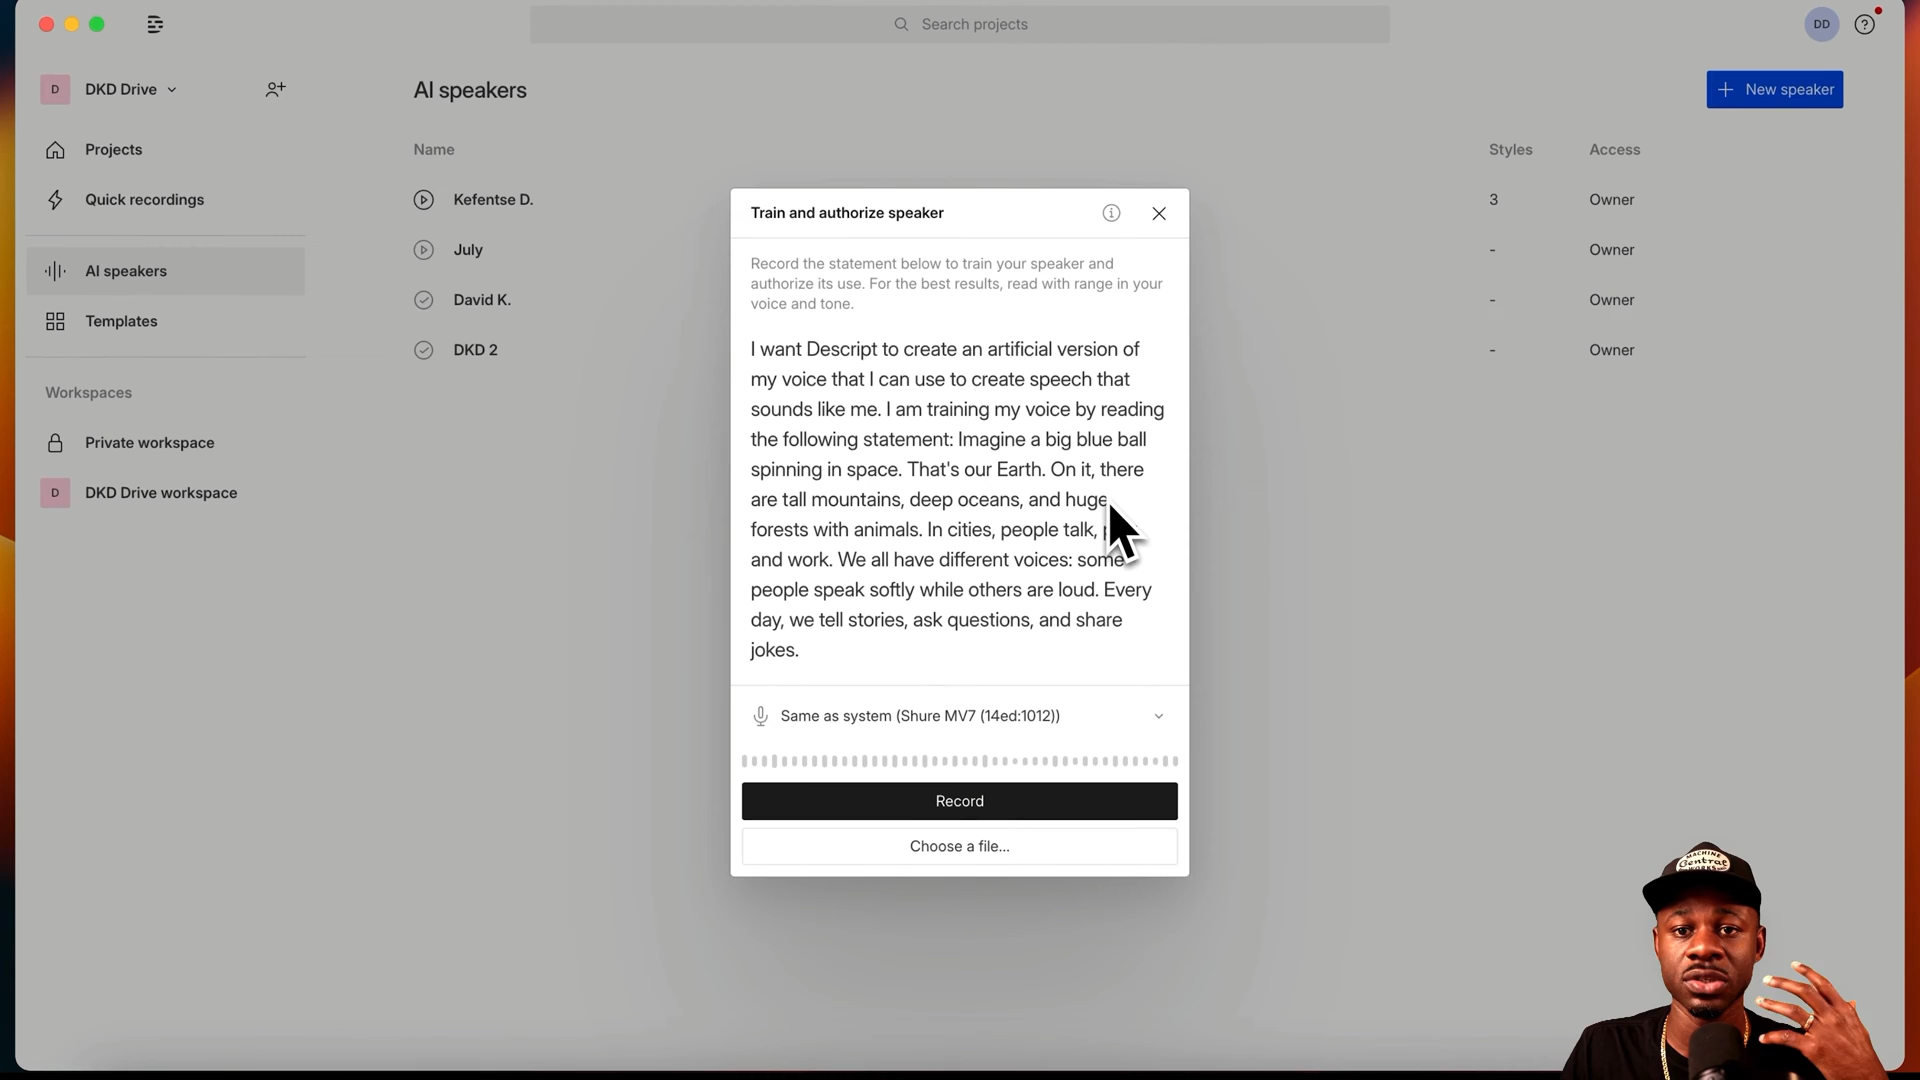 Search projects
DD
D
DKD Drive
AI speakers
New speaker
Projects
Name
Styles
Access
Quick recordings
Kefentse D.
3
Owner
AI speakers
July
-
Owner
Templates
David K.
-
Owner
DKD 2
-
Owner
Workspaces
Private workspace
D
DKD Drive workspace
Train and authorize speaker
Record the statement below to train your speaker and
authorize its use. For the best results, read with range in your
voice and tone.
I want Descript to create an artificial version of
my voice that I can use to create speech that
sounds like me. I am training my voice by reading
the following statement: Imagine a big blue ball
spinning in space. That's our Earth. On it, there
are tall mountains, deep oceans, and huge
forests with animals. In cities, people talk,
and work. We all have different voices: some
people speak softly while others are loud. Every
day, we tell stories, ask questions, and share
jokes.
Same as system (Shure MV7 (14ed:1012))
Record
Choose a file...
MACHINE
Central
WORKS